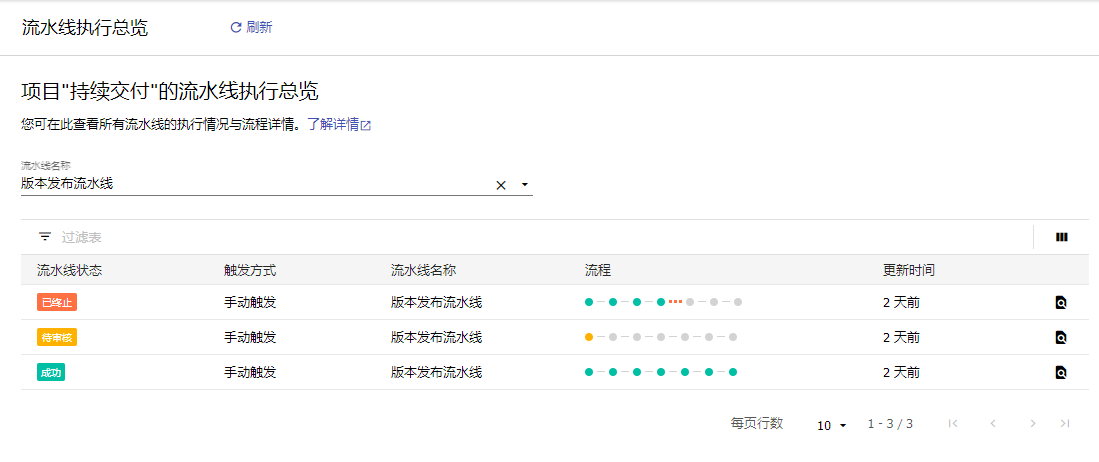 流水线执行总览 刷新
项目"持续交付"的流水线执行总览
您可在此查看所有流水线的执行情况与流程详情。了解详情
流水线名称
版本发布流水线
过滤表
流水线状态 触发方式 流水线名称 流程 更新时间
已终止 手动触发 版本发布流水线 2 天前
待审核 手动触发 版本发布流水线 2 天前
成功 手动触发 版本发布流水线 2 天前
每页行数 10 1 - 3 / 3